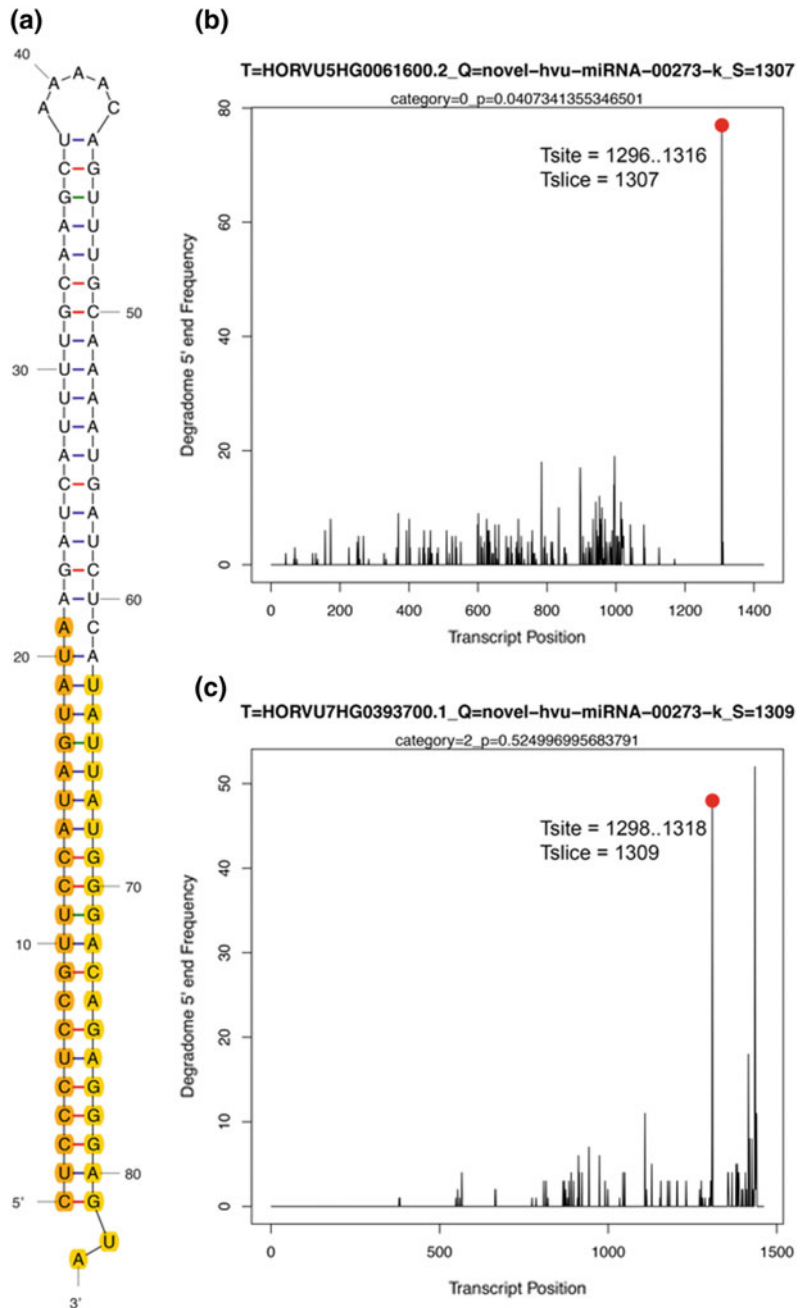 (a)
40
A A
A A
A C
U A
C G
G U
A U
A U
C G
G C 50
U A
30 U A
U A
U A
A U
C G
U A
A U
G C
A U 60
A C
20 U A
A U
U A
G U
A U
U A
A U
C G
C G 70
U G
10 U A
G C
C A
C G
U A
C G
C G
C G
U A 80
5' C G
U
A
3'
(b)
T=HORVU5HG0061600.2_Q=novel-hvu-miRNA-00273-k_S=1307
category=0_p=0.0407341355346501
Tsite = 1296..1316
Tslice = 1307
Degradome 5' end Frequency
80
60
40
20
0
0 200 400 600 800 1000 1200 1400
Transcript Position
(c)
T=HORVU7HG0393700.1_Q=novel-hvu-miRNA-00273-k_S=1309
category=2_p=0.524996995683791
Tsite = 1298..1318
Tslice = 1309
Degradome 5' end Frequency
50
40
30
20
10
0
0 500 1000 1500
Transcript Position